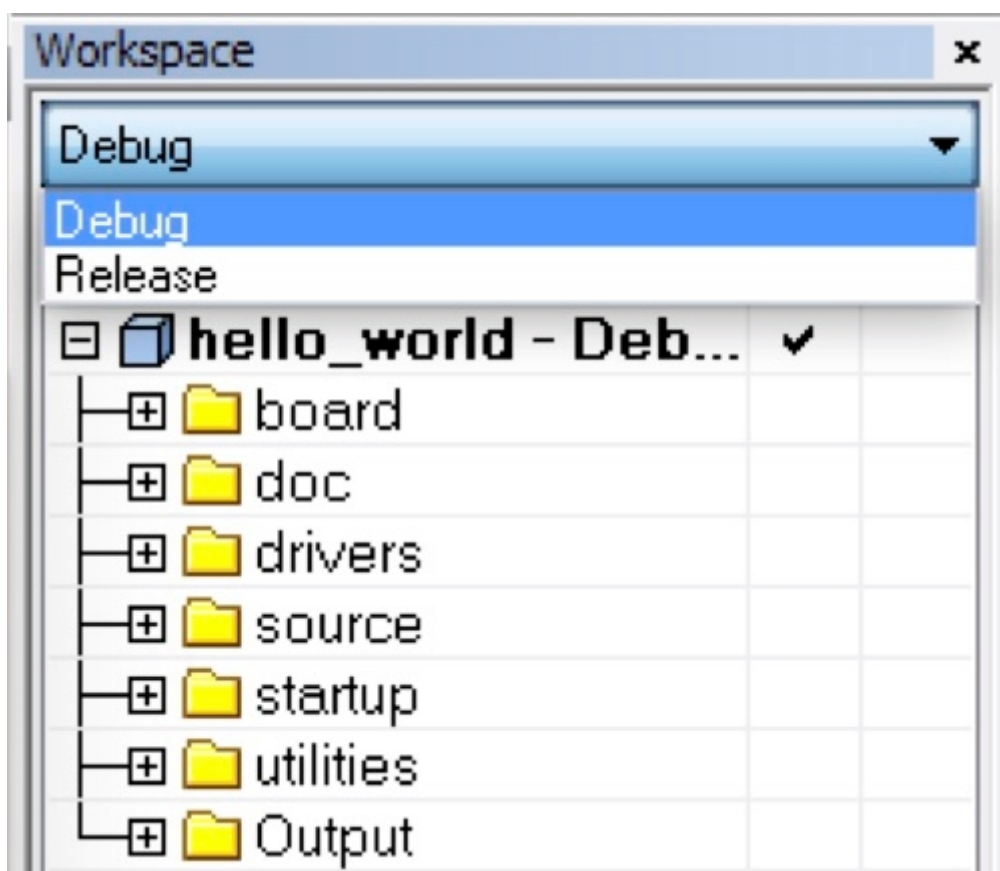 Workspace
Debug
Debug
Release
hello_world - Deb...
board
doc
drivers
source
startup
utilities
Output